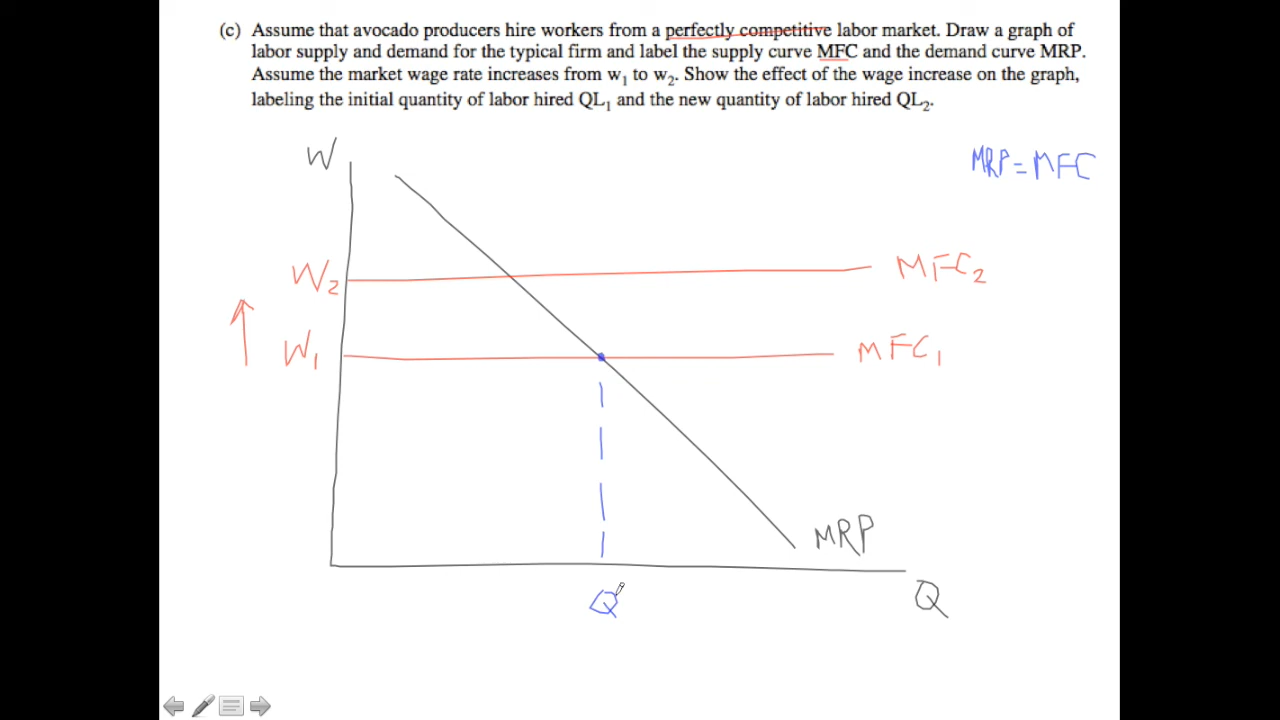 (c) Assume that avocado producers hire workers from a perfectly competitive labor market. Draw a graph of
labor supply and demand for the typical firm and label the supply curve MFC and the demand curve MRP.
Assume the market wage rate increases from w₁ to w₂. Show the effect of the wage increase on the graph,
labeling the initial quantity of labor hired QL₁ and the new quantity of labor hired QL₂.
W
MRP = MFC
W₂
MFC₂
W₁
MFC₁
MRP
Q
Q